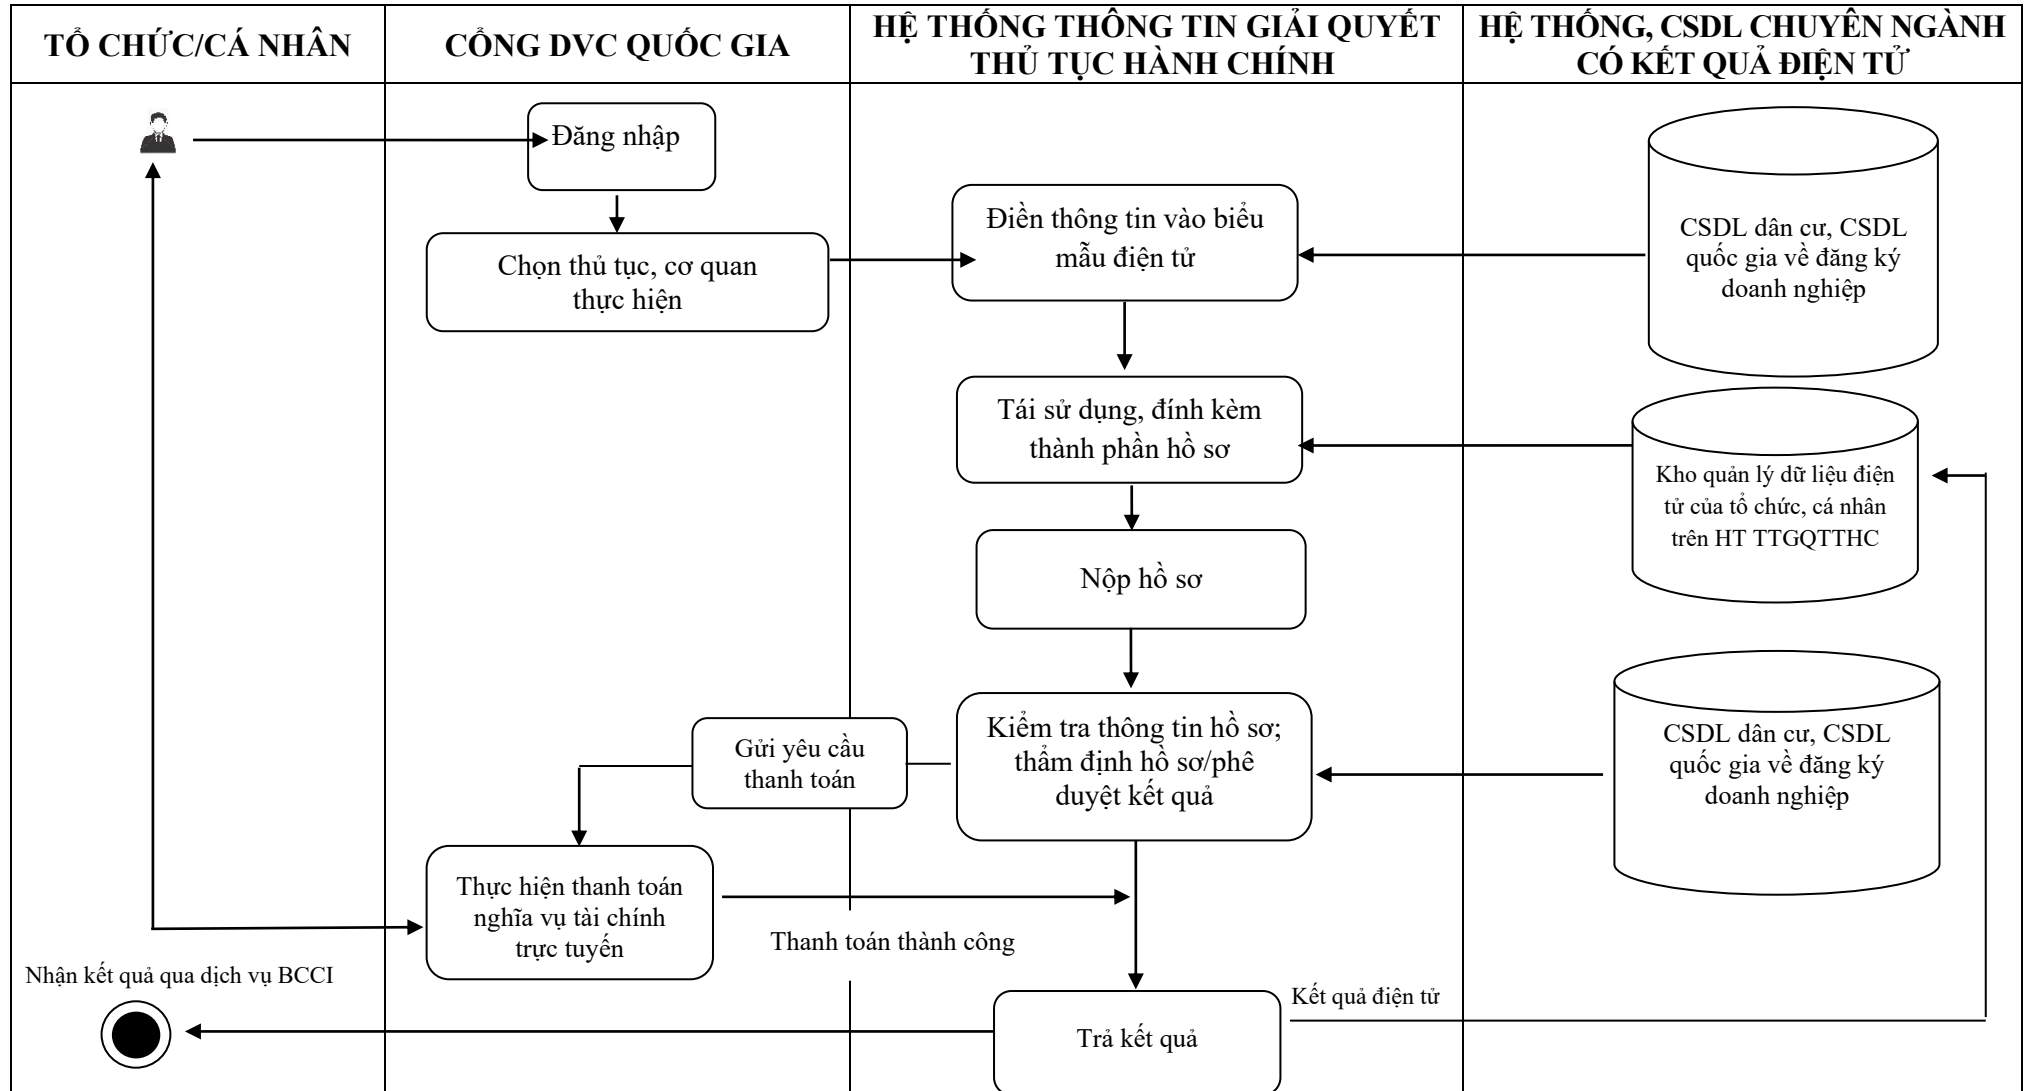 TỔ CHỨC/CÁ NHÂN
CỔNG DVC QUỐC GIA
HỆ THỐNG THÔNG TIN GIẢI QUYẾT
THỦ TỤC HÀNH CHÍNH
HỆ THỐNG, CSDL CHUYÊN NGÀNH
CÓ KẾT QUẢ ĐIỆN TỬ
Đăng nhập
Chọn thủ tục, cơ quan
thực hiện
Điền thông tin vào biểu
mẫu điện tử
CSDL dân cư, CSDL
quốc gia về đăng ký
doanh nghiệp
Tái sử dụng, đính kèm
thành phần hồ sơ
Kho quản lý dữ liệu điện
tử của tổ chức, cá nhân
trên HT TTGQTTHC
Nộp hồ sơ
Kiểm tra thông tin hồ sơ;
thẩm định hồ sơ/phê
duyệt kết quả
Gửi yêu cầu
thanh toán
CSDL dân cư, CSDL
quốc gia về đăng ký
doanh nghiệp
Thực hiện thanh toán
nghĩa vụ tài chính
trực tuyến
Thanh toán thành công
Nhận kết quả qua dịch vụ BCCI
Kết quả điện tử
Trả kết quả